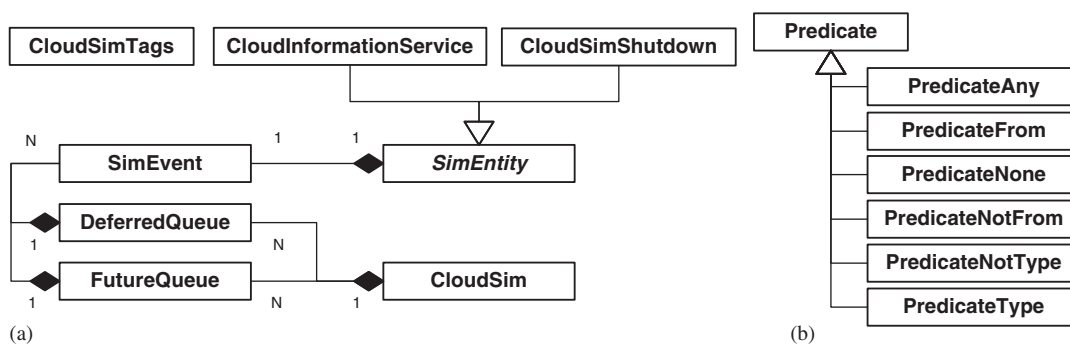 CloudSimTags
CloudInformationService
CloudSimShutdown
N
1
1
SimEvent
SimEntity
DeferredQueue
1
N
FutureQueue
CloudSim
1
N
1
(a)
Predicate
PredicateAny
PredicateFrom
PredicateNone
PredicateNotFrom
PredicateNotType
PredicateType
(b)